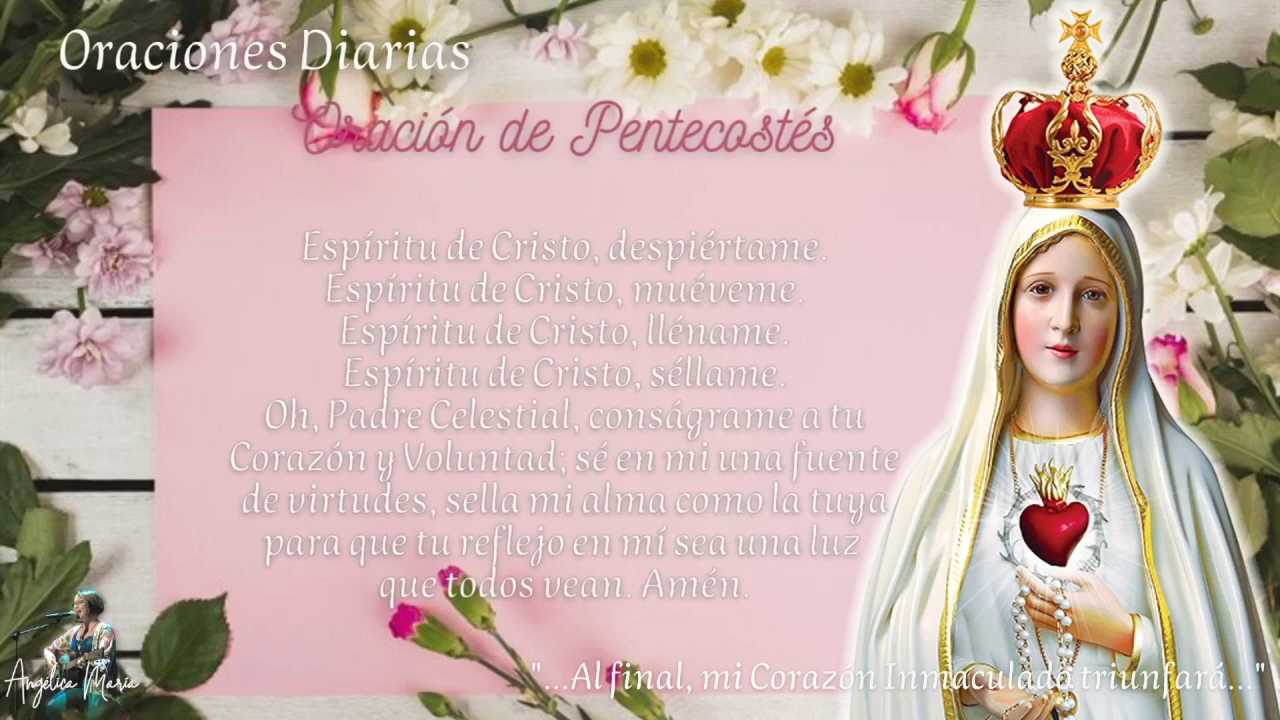 Oraciones Diarias
Oración de Pentecostés
Espíritu de Cristo, despiértame.
Espíritu de Cristo, muéveme.
Espíritu de Cristo, lléname.
Espíritu de Cristo, séllame.
Oh, Padre Celestial, conságrame a tu
Corazón y Voluntad; sé en mi una fuente
de virtudes, sella mi alma como la tuya
para que tu reflejo en mí sea una luz
que todos vean. Amén.
Angélica María
"...Al final, mi Corazón Inmaculado triunfará..."